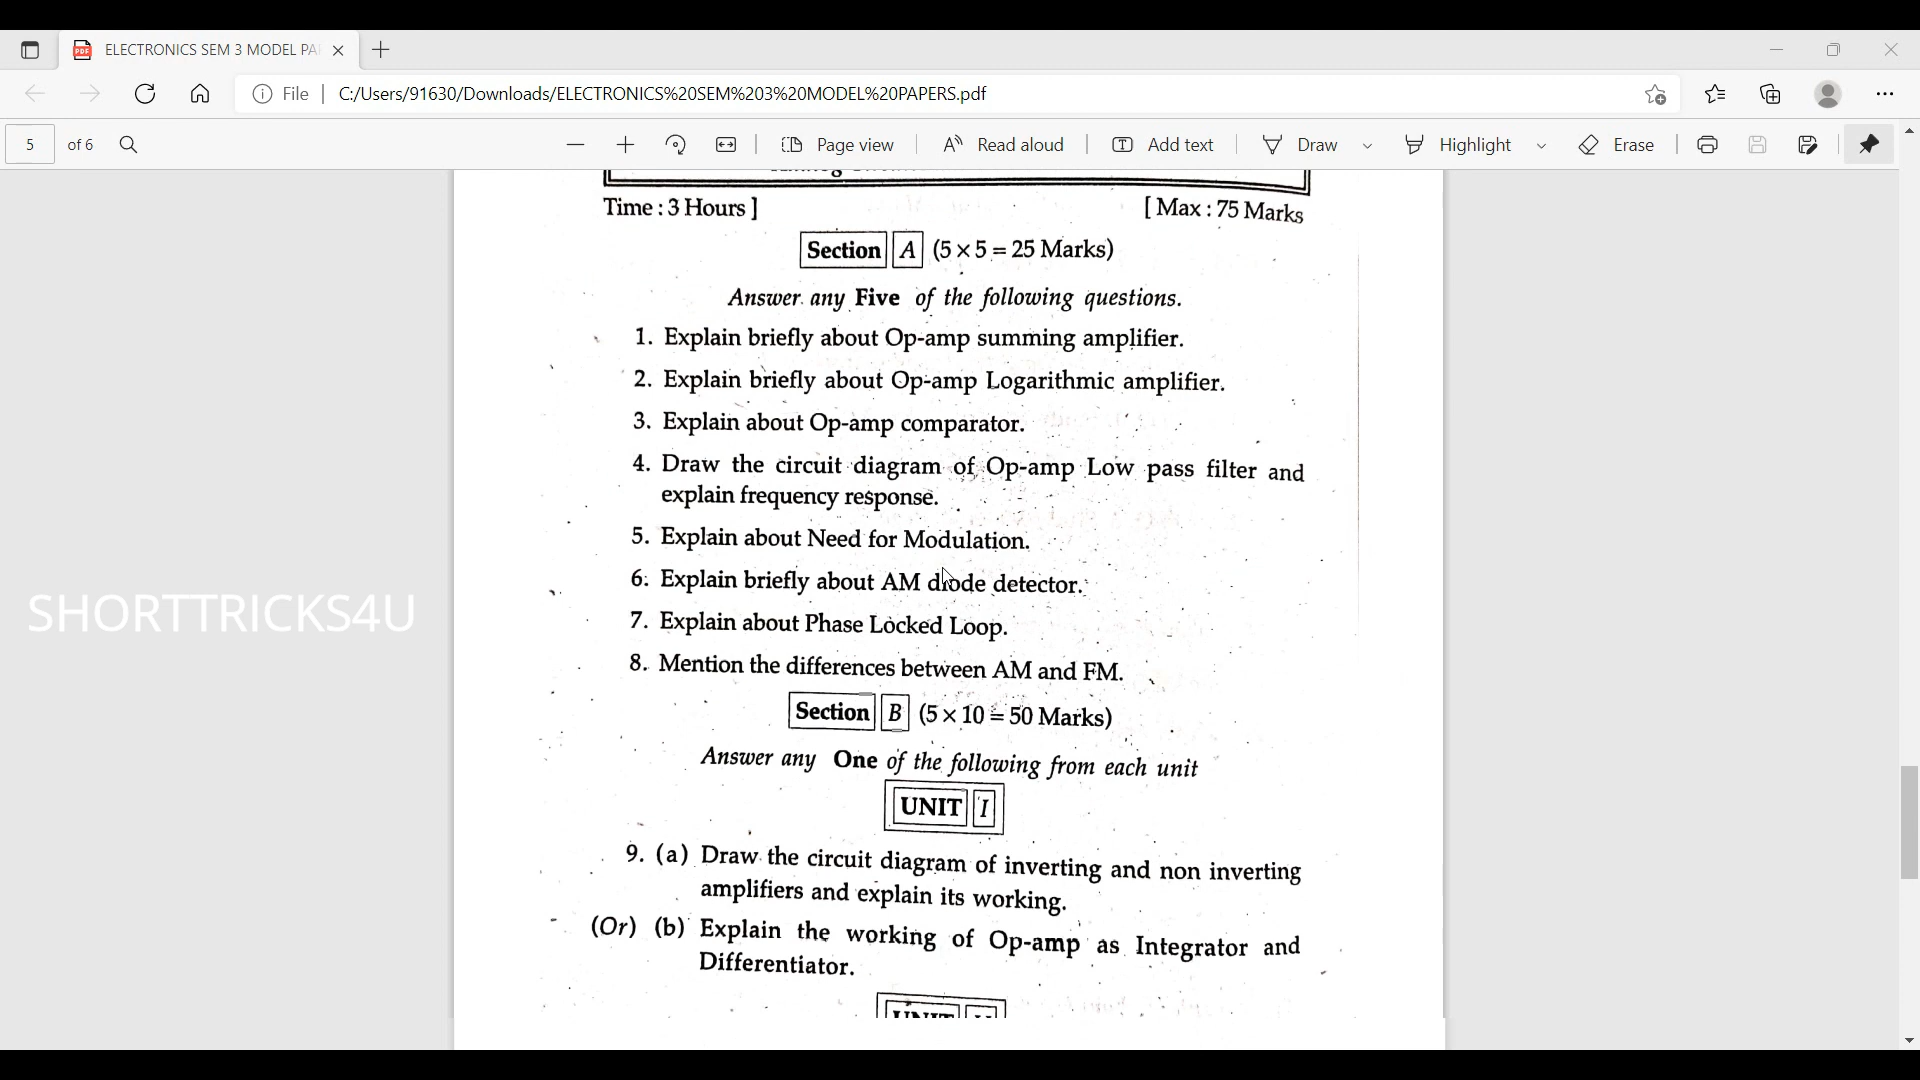 ELECTRONICS SEM 3 MODEL PA
File C:/Users/91630/Downloads/ELECTRONICS%20SEM%203%20MODEL%20PAPERS.pdf
5 of 6 Page view Read aloud Add text Draw Highlight Erase
Time : 3 Hours ] [ Max : 75 Marks
Section A (5 × 5 = 25 Marks)
Answer any Five of the following questions.
1. Explain briefly about Op-amp summing amplifier.
2. Explain briefly about Op-amp Logarithmic amplifier.
3. Explain about Op-amp comparator.
4. Draw the circuit diagram of Op-amp Low pass filter and
explain frequency response.
5. Explain about Need for Modulation.
6. Explain briefly about AM diode detector.
SHORTTRICKS4U
7. Explain about Phase Locked Loop.
8. Mention the differences between AM and FM.
Section B (5 × 10 = 50 Marks)
Answer any One of the following from each unit
UNIT I
9. (a) Draw the circuit diagram of inverting and non inverting
amplifiers and explain its working.
(Or) (b) Explain the working of Op-amp as Integrator and
Differentiator.